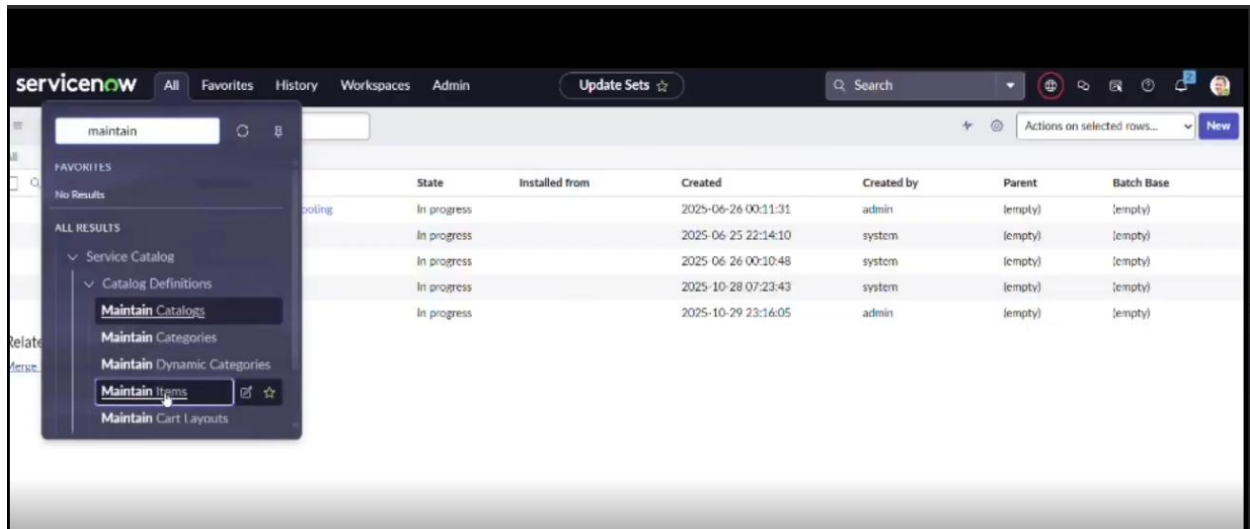 servicenow All Favorites History Workspaces Admin Update Sets Search 2
maintain
Actions on selected rows... New
FAVORITES
No Results
ALL RESULTS
Service Catalog
Catalog Definitions
Maintain Catalogs
Maintain Categories
Maintain Dynamic Categories
Maintain Items
Maintain Cart Layouts
State Installed from Created Created by Parent Batch Base
In progress 2025-06-26 00:11:31 admin (empty) (empty)
In progress 2025-06-25 22:14:10 system (empty) (empty)
In progress 2025-06-26 00:10:48 system (empty) (empty)
In progress 2025-10-28 07:23:43 system (empty) (empty)
In progress 2025-10-29 23:16:05 admin (empty) (empty)